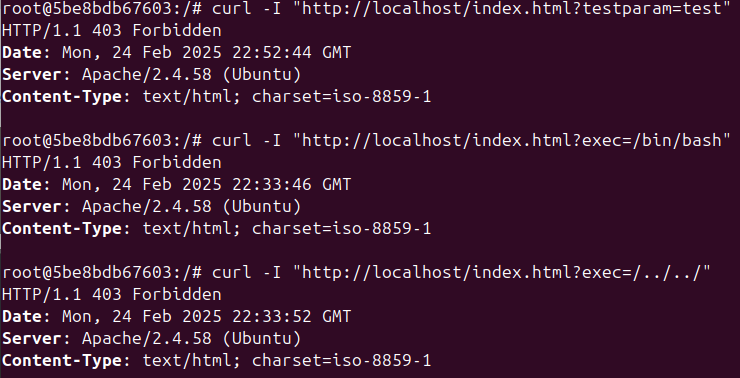 root@5be8bdb67603:/# curl -I "http://localhost/index.html?testparam=test"
HTTP/1.1 403 Forbidden
Date: Mon, 24 Feb 2025 22:52:44 GMT
Server: Apache/2.4.58 (Ubuntu)
Content-Type: text/html; charset=iso-8859-1
root@5be8bdb67603:/# curl -I "http://localhost/index.html?exec=/bin/bash"
HTTP/1.1 403 Forbidden
Date: Mon, 24 Feb 2025 22:33:46 GMT
Server: Apache/2.4.58 (Ubuntu)
Content-Type: text/html; charset=iso-8859-1
root@5be8bdb67603:/# curl -I "http://localhost/index.html?exec=/../../"
HTTP/1.1 403 Forbidden
Date: Mon, 24 Feb 2025 22:33:52 GMT
Server: Apache/2.4.58 (Ubuntu)
Content-Type: text/html; charset=iso-8859-1